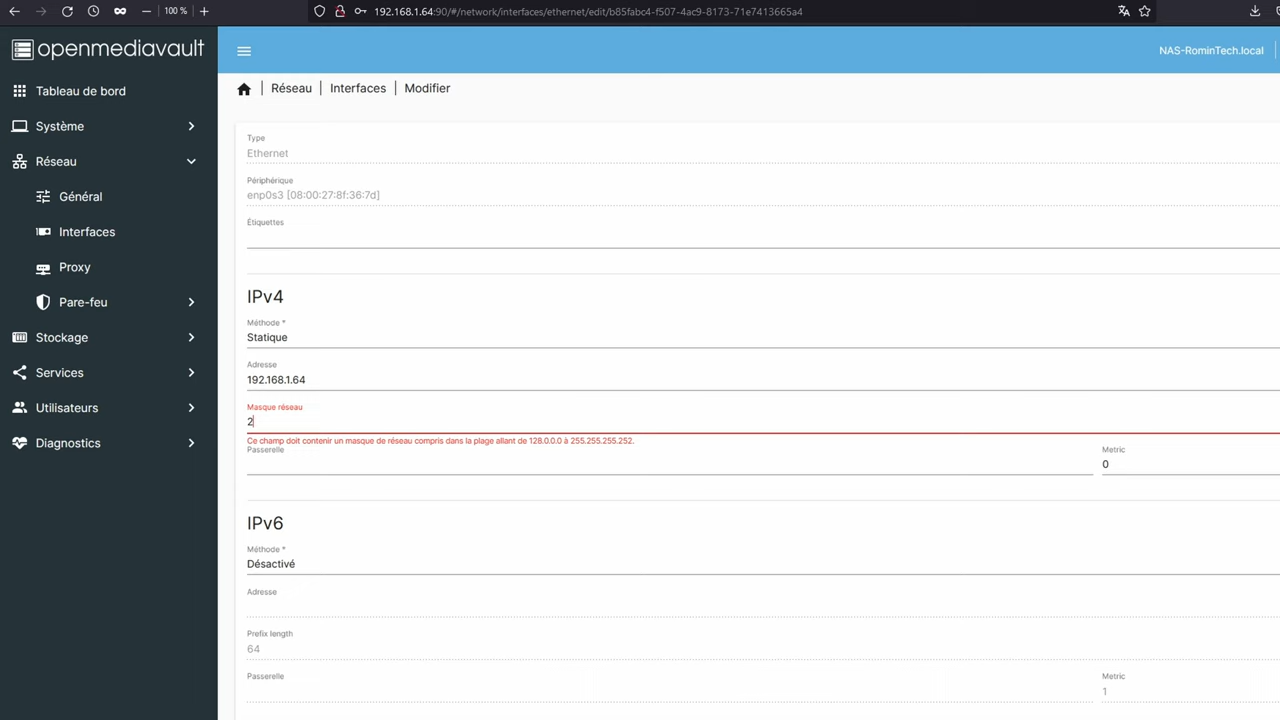 100 %
192.168.1.64:90/#/network/interfaces/ethernet/edit/b85fabc4-f507-4ac9-8173-71e7413665a4
openmediavault
NAS-RominTech.local
Tableau de bord
Système
Réseau
Général
Interfaces
Proxy
Pare-feu
Stockage
Services
Utilisateurs
Diagnostics
Réseau | Interfaces | Modifier
Type
Ethernet
Périphérique
enp0s3 [08:00:27:8f:36:7d]
Étiquettes
IPv4
Méthode *
Statique
Adresse
192.168.1.64
Masque réseau
2
Ce champ doit contenir un masque de réseau compris dans la plage allant de 128.0.0.0 à 255.255.255.252.
Passerelle
Metric
0
IPv6
Méthode *
Désactivé
Adresse
Prefix length
64
Passerelle
Metric
1